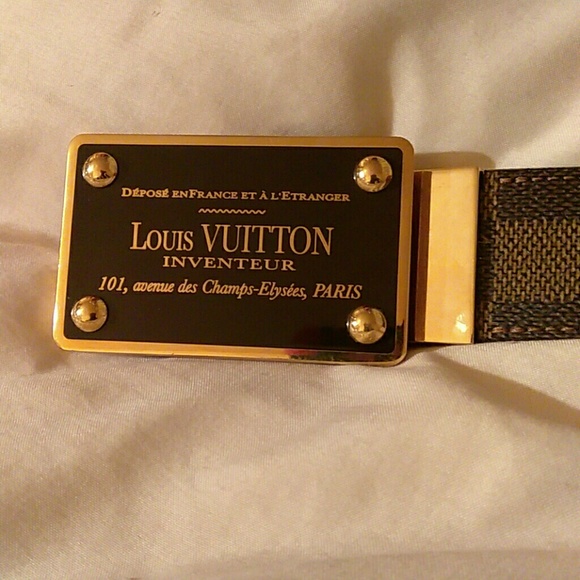 DÉPOSÉ ENFRANCE ET À L'ETRANGER
LOUIS VUITTON
INVENTEUR
101, avenue des Champs-Elysées, PARIS